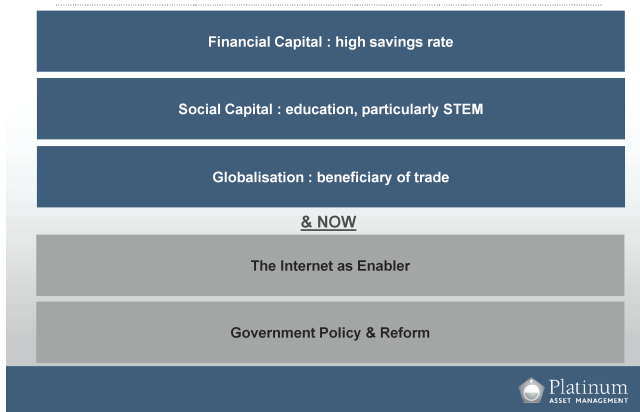 Financial Capital : high savings rate
Social Capital : education, particularly STEM
Globalisation : beneficiary of trade
& NOW
The Internet as Enabler
Government Policy & Reform
Platinum
ASSET MANAGEMENT